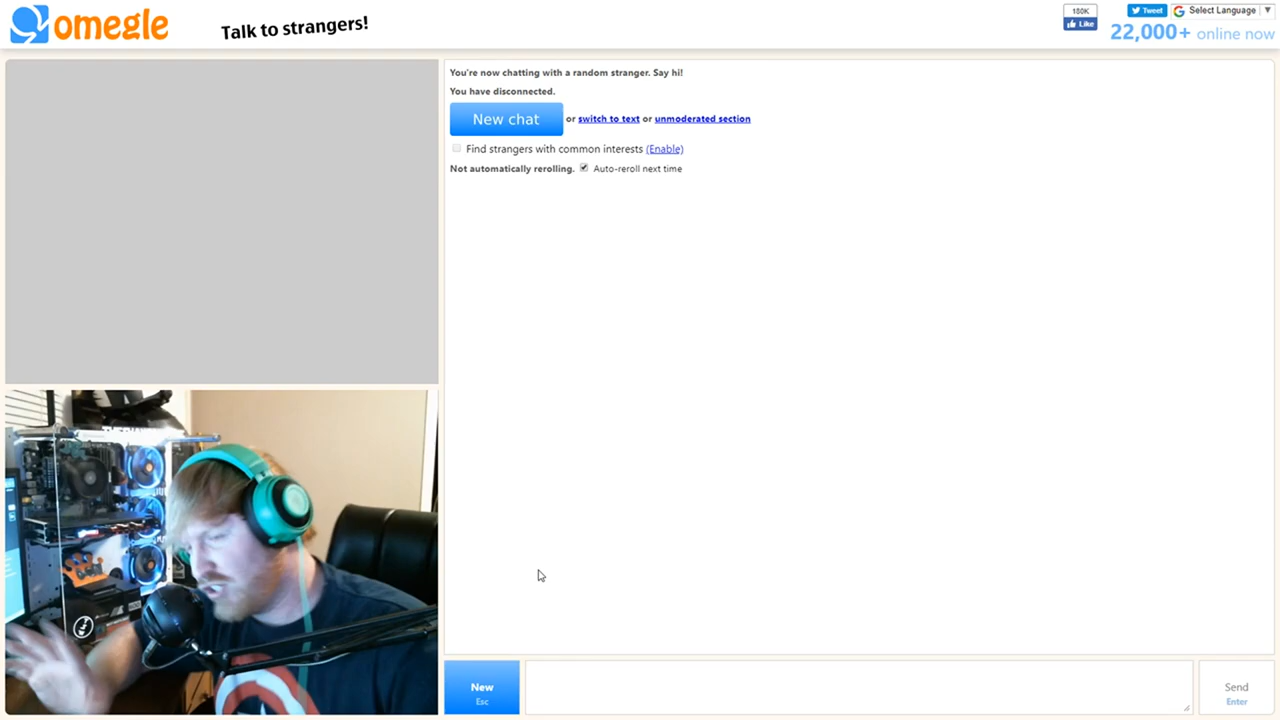 omegle
Talk to strangers!
180K
Like
Tweet
Select Language ▼
22,000+ online now
You're now chatting with a random stranger. Say hi!
You have disconnected.
New chat or switch to text or unmoderated section
Find strangers with common interests (Enable)
Not automatically rerolling. Auto-reroll next time
New
Esc
Send
Enter